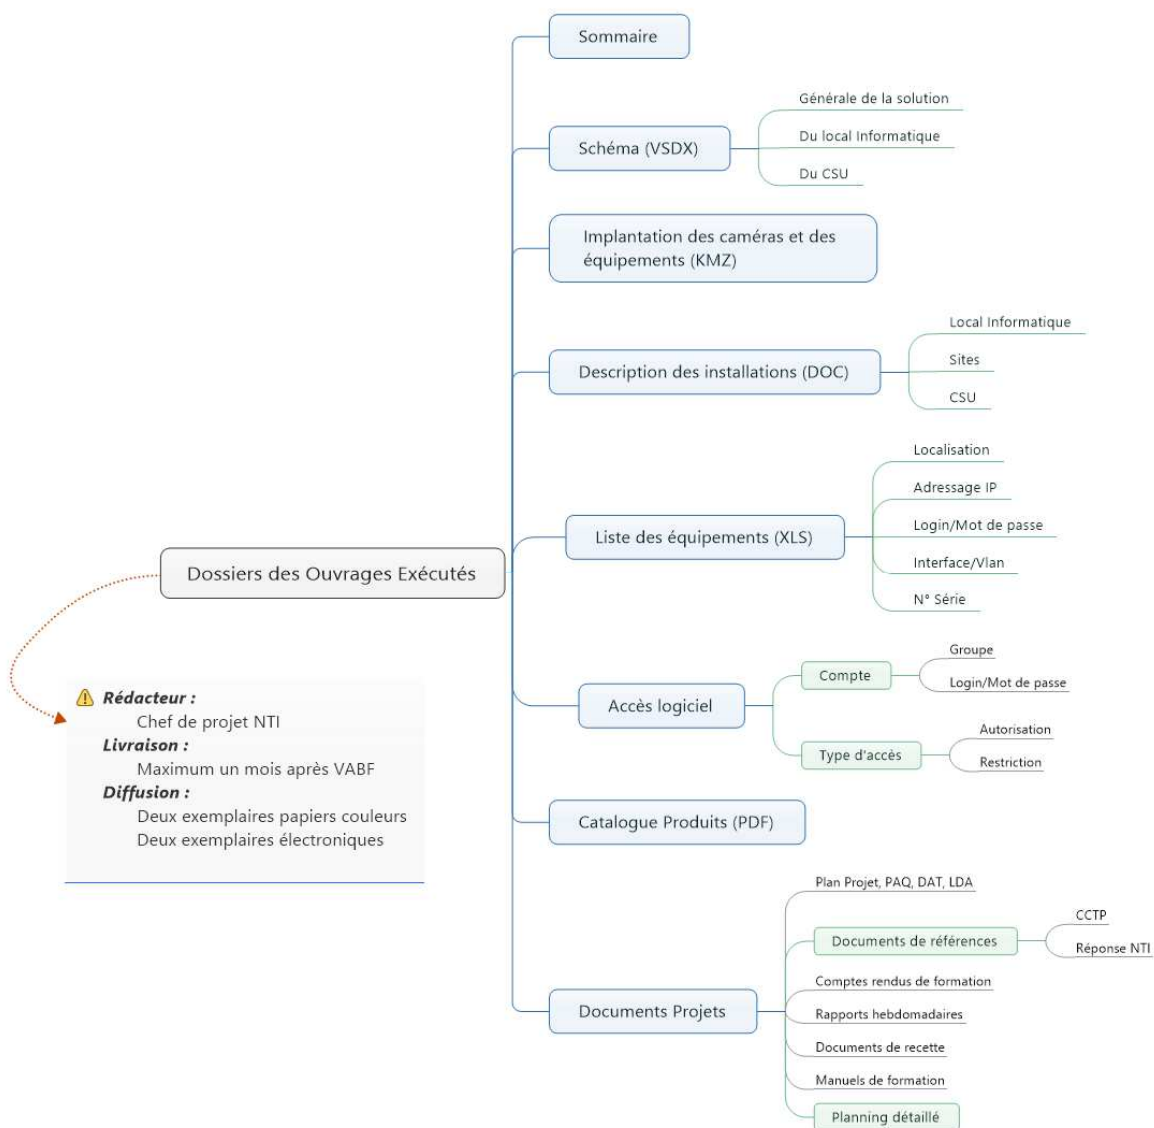 Sommaire
Schéma (VSDX)
Générale de la solution
Du local Informatique
Du CSU
Implantation des caméras et des
équipements (KMZ)
Description des installations (DOC)
Local Informatique
Sites
CSU
Liste des équipements (XLS)
Localisation
Adressage IP
Login/Mot de passe
Interface/Vlan
N° Série
Dossiers des Ouvrages Exécutés
Rédacteur :
Chef de projet NTI
Livraison :
Maximum un mois après VABF
Diffusion :
Deux exemplaires papiers couleurs
Deux exemplaires électroniques
Accès logiciel
Compte
Groupe
Login/Mot de passe
Type d'accès
Autorisation
Restriction
Catalogue Produits (PDF)
Documents Projets
Plan Projet, PAQ, DAT, LDA
Documents de références
CCTP
Réponse NTI
Comptes rendus de formation
Rapports hebdomadaires
Documents de recette
Manuels de formation
Planning détaillé